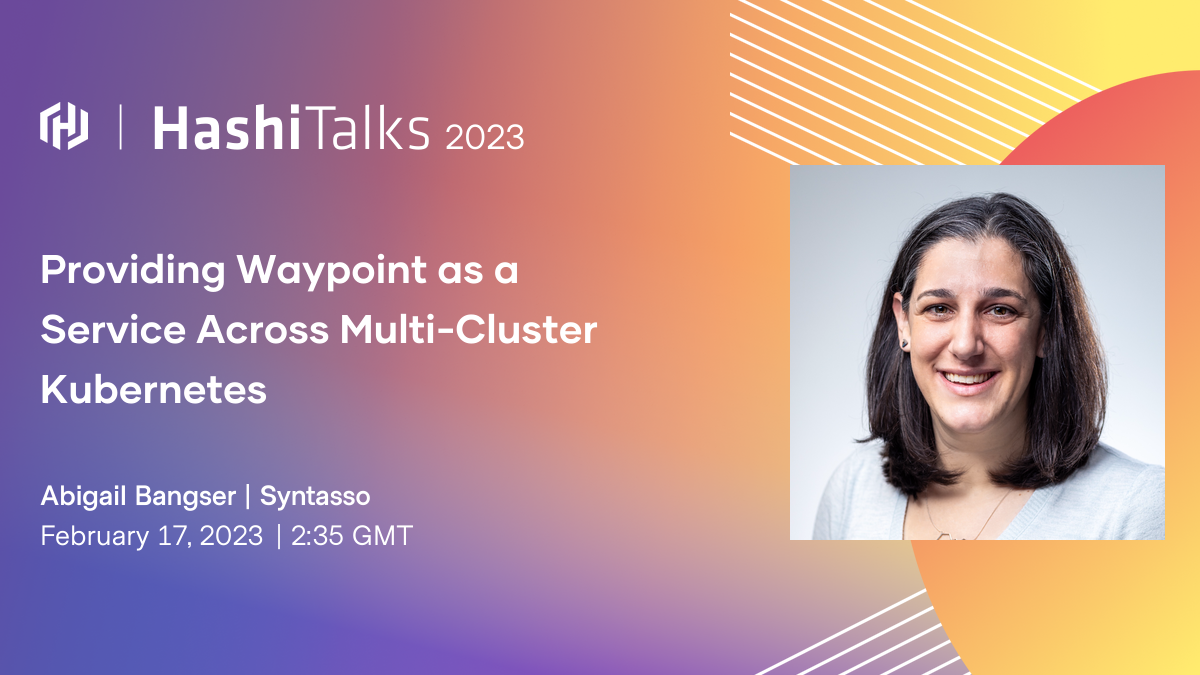 HashiTalks 2023
Providing Waypoint as a
Service Across Multi-Cluster
Kubernetes
Abigail Bangser | Syntasso
February 17, 2023 | 2:35 GMT